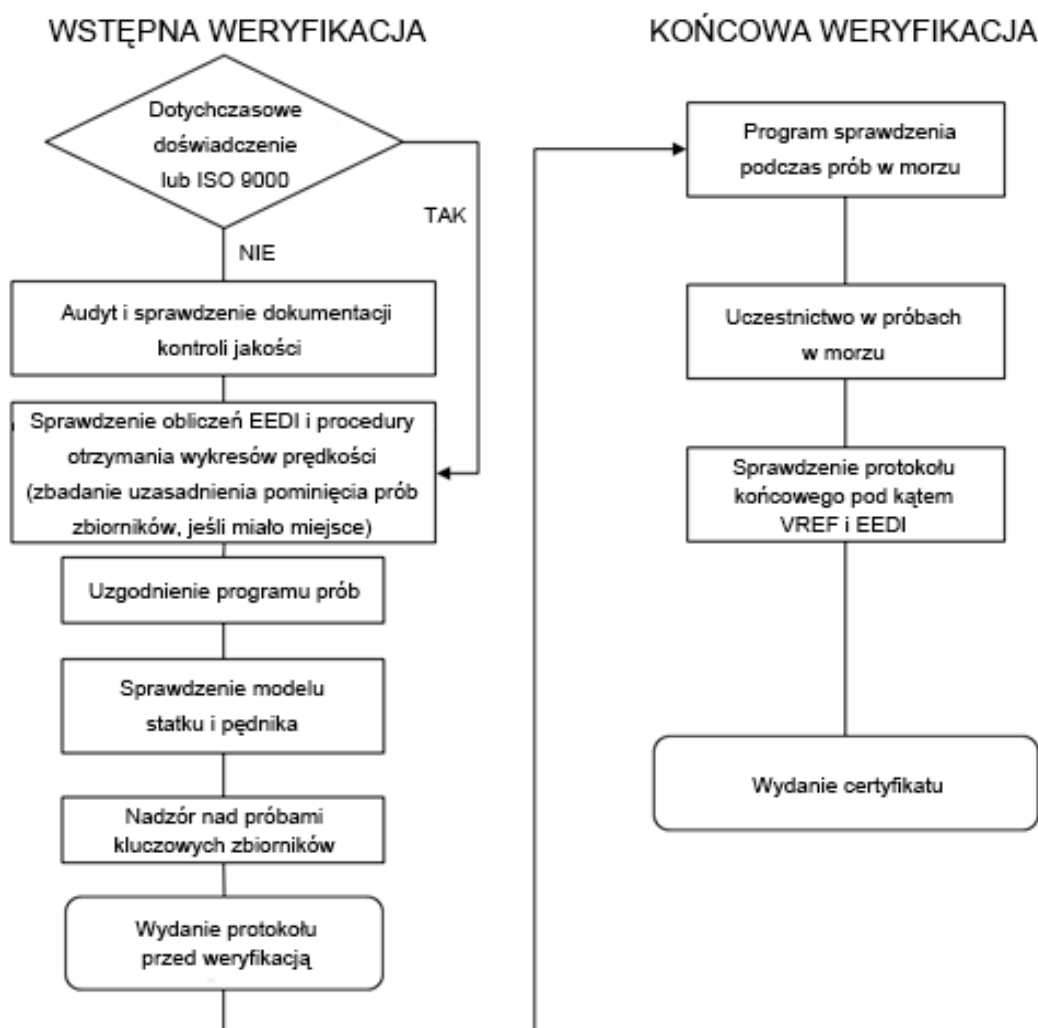 WSTĘPNA WERYFIKACJA
Dotychczasowe
doświadczenie
lub ISO 9000
TAK
NIE
Audyt i sprawdzenie dokumentacji
kontroli jakości
Sprawdzenie obliczeń EEDI i procedury
otrzymania wykresów prędkości
(zbadanie uzasadnienia pominięcia prób
zbiorników, jeśli miało miejsce)
Uzgodnienie programu prób
Sprawdzenie modelu
statku i pędnika
Nadzór nad próbami
kluczowych zbiorników
Wydanie protokołu
przed weryfikacją
KOŃCOWA WERYFIKACJA
Program sprawdzenia
podczas prób w morzu
Uczestnictwo w próbach
w morzu
Sprawdzenie protokołu
końcowego pod kątem
VREF i EEDI
Wydanie certyfikatu